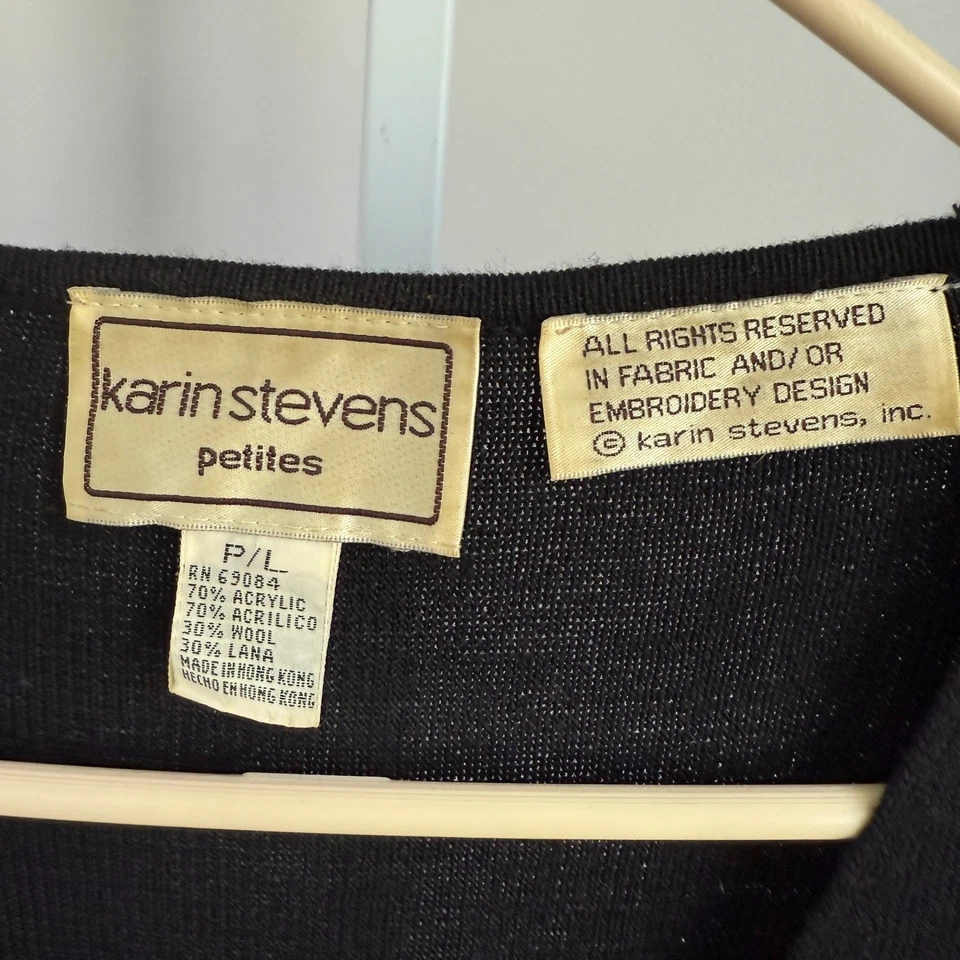 karin stevens
petites
P/L
RN 69084
70% ACRYLIC
70% ACRILICO
30% WOOL
30% LANA
MADE IN HONG KONG
HECHO EN HONG KONG
ALL RIGHTS RESERVED
IN FABRIC AND/OR
EMBROIDERY DESIGN
© karin stevens, inc.